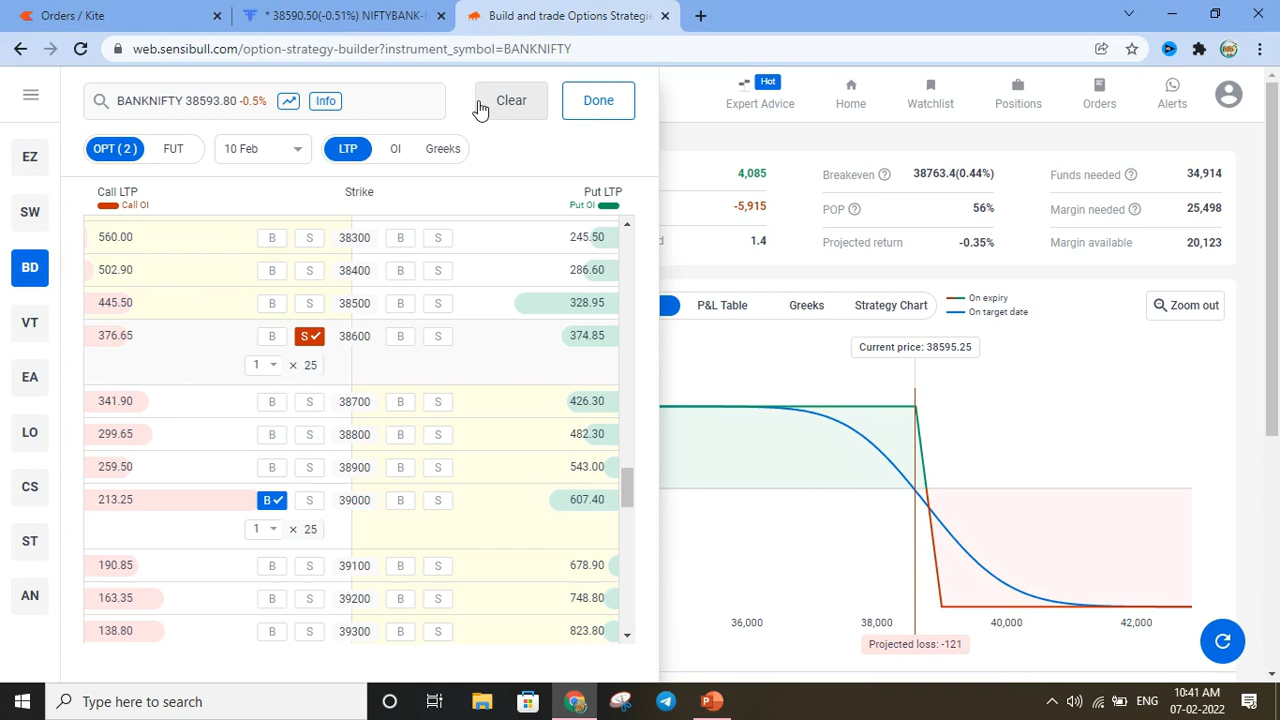 Orders / Kite
* 38590.50(-0.51%) NIFTYBANK-I
Build and trade Options Strategie
web.sensibull.com/option-strategy-builder?instrument_symbol=BANKNIFTY
BANKNIFTY 38593.80 -0.5% Info
Clear
Done
Hot
Expert Advice
Home
Watchlist
Positions
Orders
Alerts
OPT ( 2 )
FUT
10 Feb
LTP
OI
Greeks
EZ
SW
BD
VT
EA
LO
CS
ST
AN
Call LTP
Call OI
Strike
Put LTP
Put OI
560.00 B S 38300 B S 245.50
502.90 B S 38400 B S 286.60
445.50 B S 38500 B S 328.95
376.65 B S 38600 B S 374.85
1 × 25
341.90 B S 38700 B S 426.30
299.65 B S 38800 B S 482.30
259.50 B S 38900 B S 543.00
213.25 B S 39000 B S 607.40
1 × 25
190.85 B S 39100 B S 678.90
163.35 B S 39200 B S 748.80
138.80 B S 39300 B S 823.80
4,085
-5,915
1.4
Breakeven 38763.4(0.44%)
POP 56%
Projected return -0.35%
Funds needed 34,914
Margin needed 25,498
Margin available 20,123
P&L Table
Greeks
Strategy Chart
On expiry
On target date
Zoom out
Current price: 38595.25
36,000
38,000
40,000
42,000
Projected loss: -121
Type here to search
ENG
10:41 AM
07-02-2022